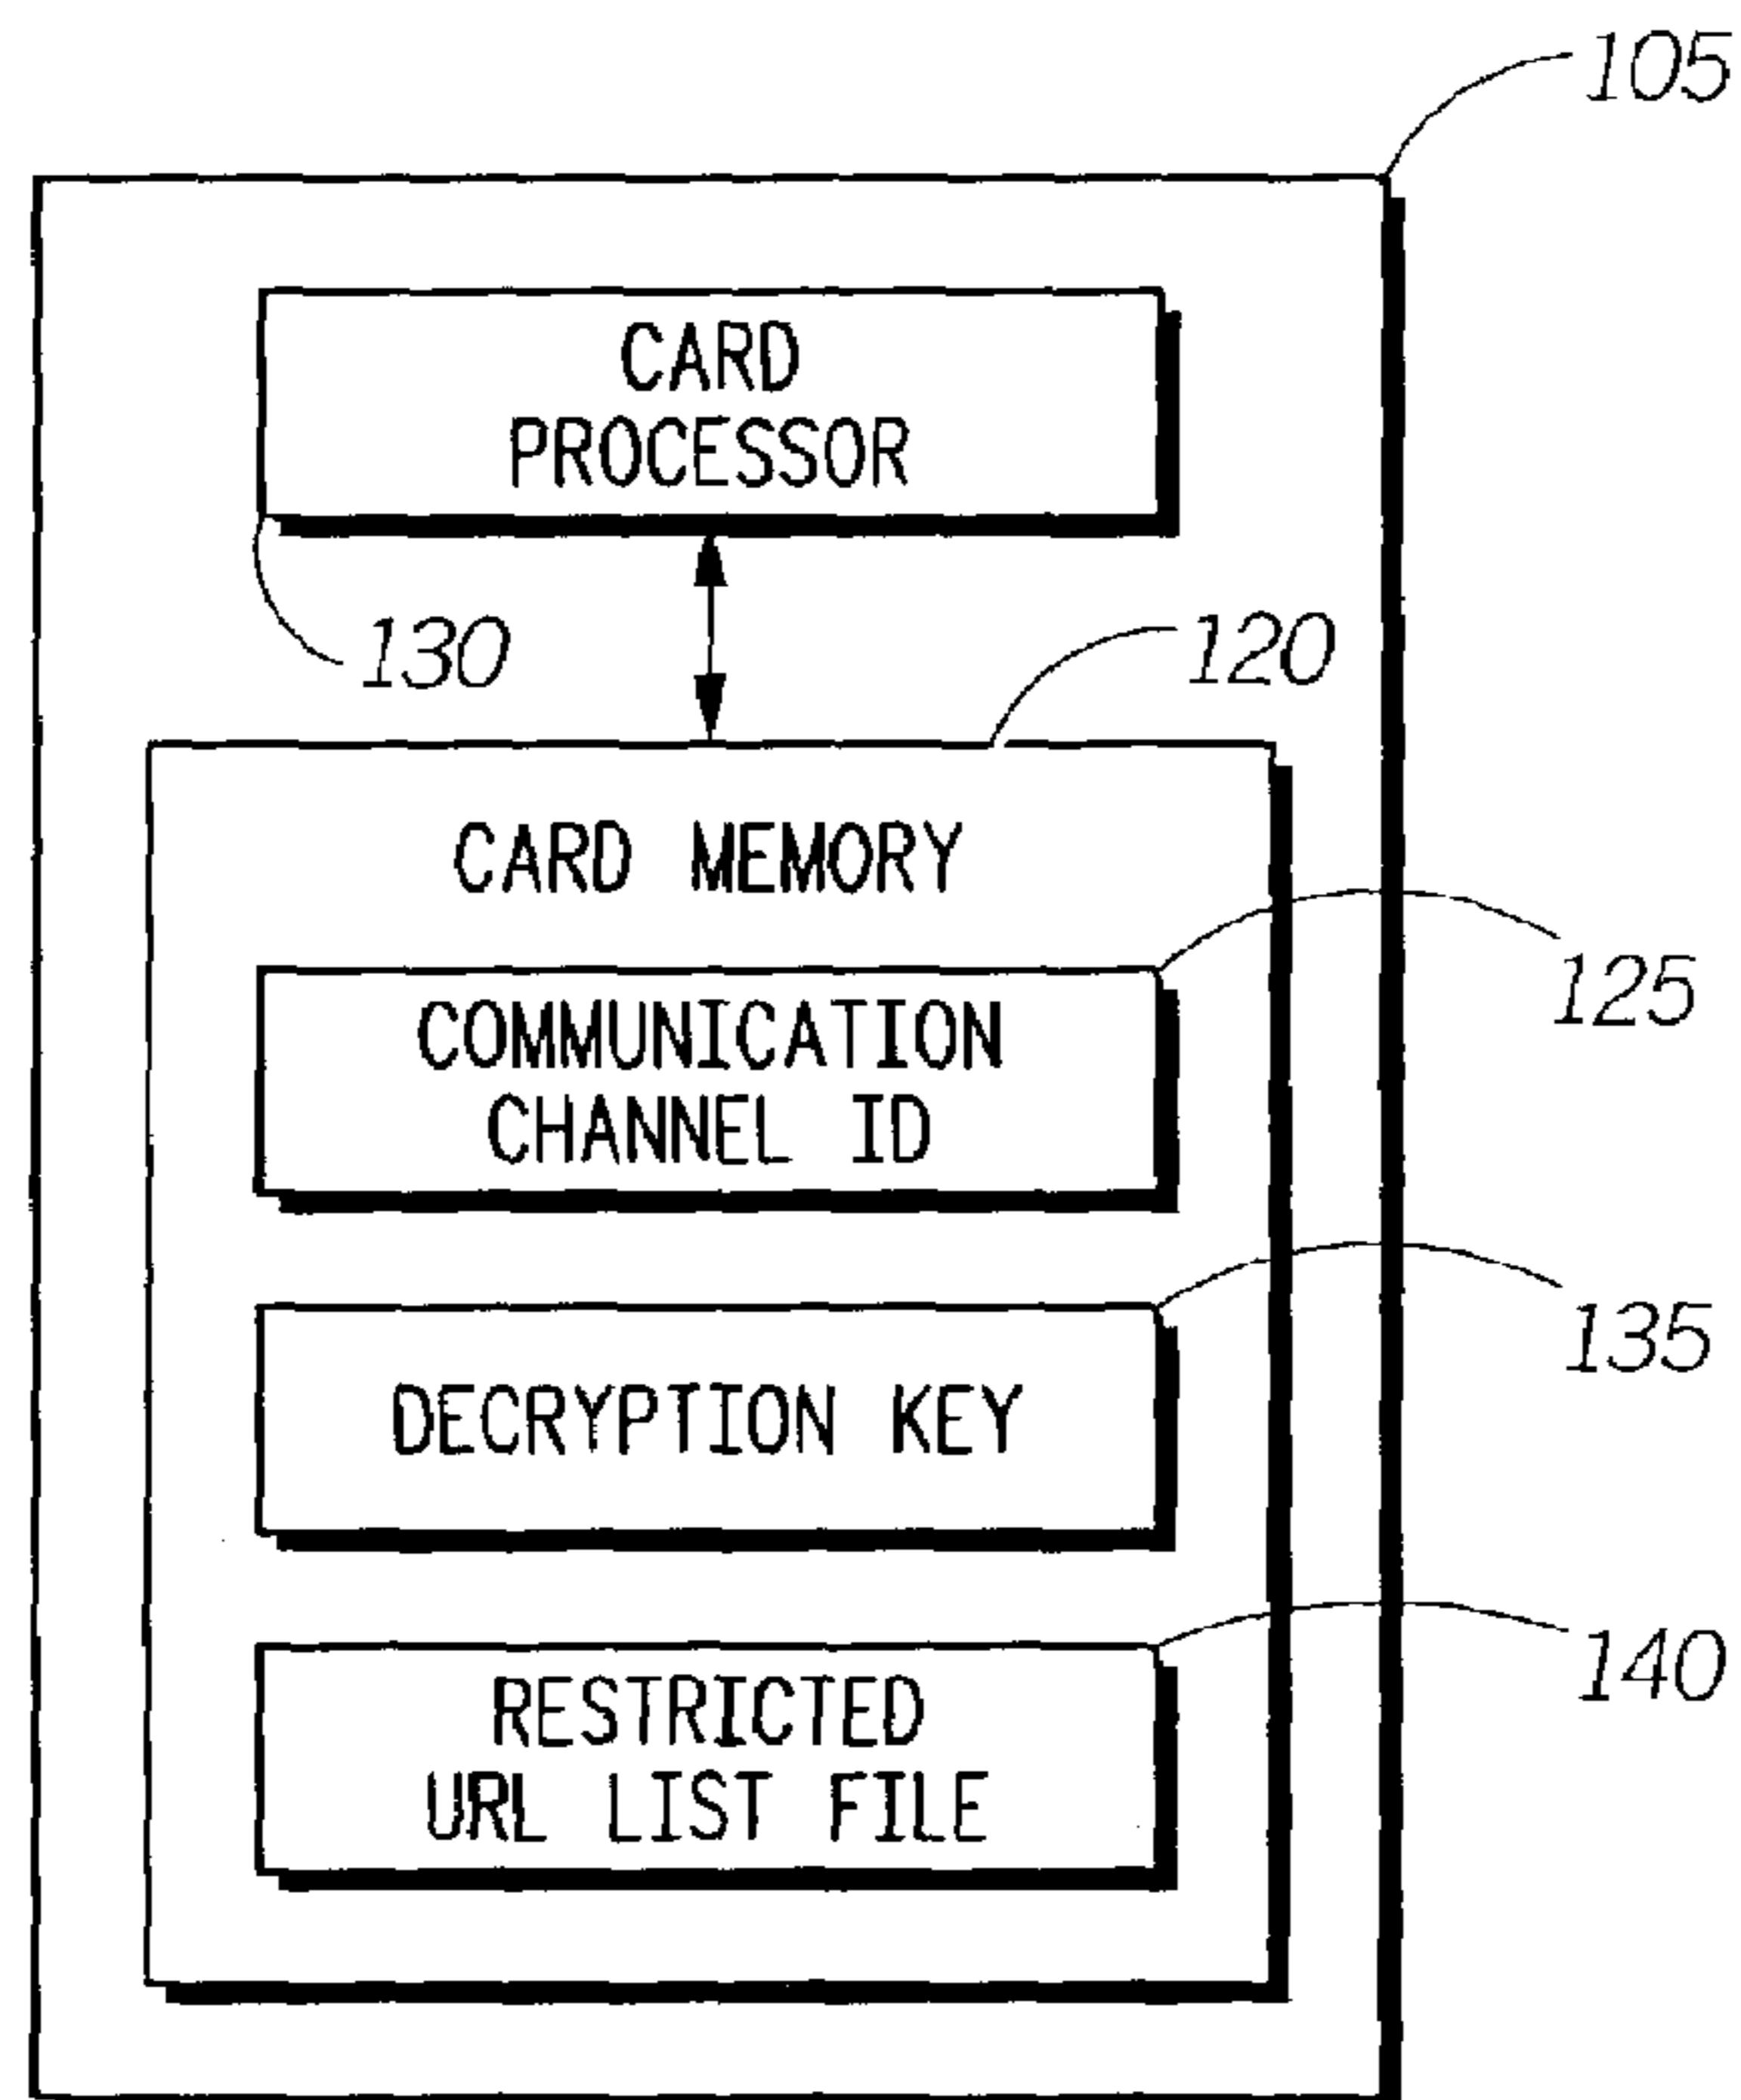 105
CARD
PROCESSOR
130
120
CARD MEMORY
125
COMMUNICATION
CHANNEL ID
135
DECRYPTION KEY
140
RESTRICTED
URL LIST FILE